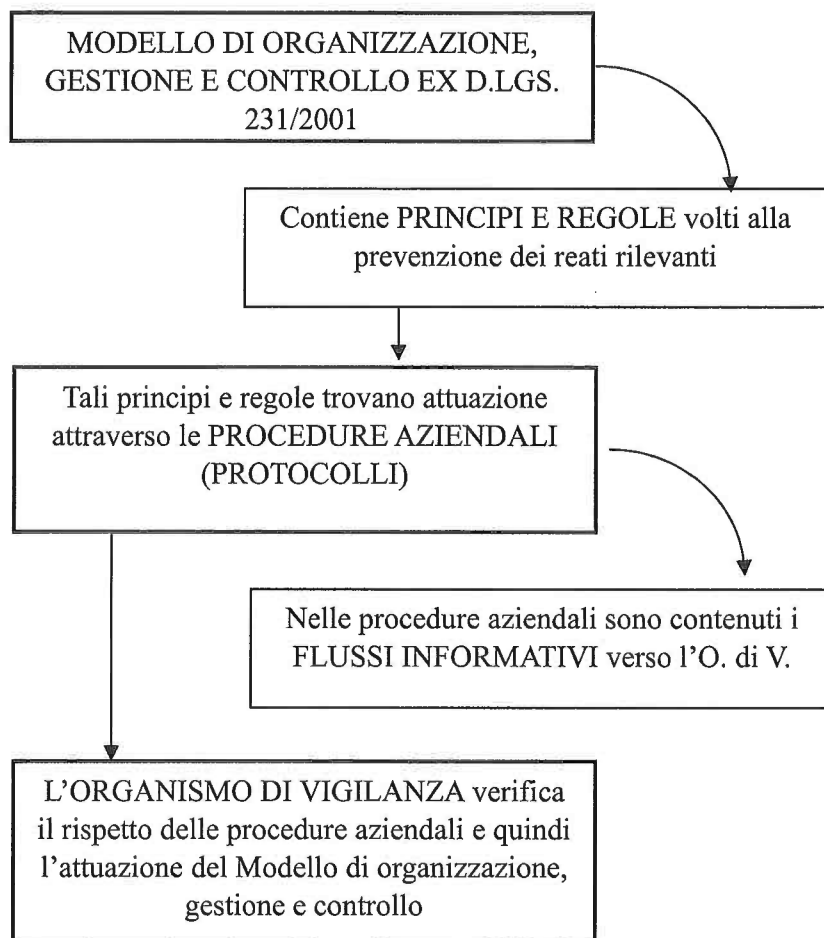 MODELLO DI ORGANIZZAZIONE,
GESTIONE E CONTROLLO EX D.LGS.
231/2001
Contiene PRINCIPI E REGOLE volti alla
prevenzione dei reati rilevanti
Tali principi e regole trovano attuazione
attraverso le PROCEDURE AZIENDALI
(PROTOCOLLI)
Nelle procedure aziendali sono contenuti i
FLUSSI INFORMATIVI verso l’O. di V.
L’ORGANISMO DI VIGILANZA verifica
il rispetto delle procedure aziendali e quindi
l’attuazione del Modello di organizzazione,
gestione e controllo